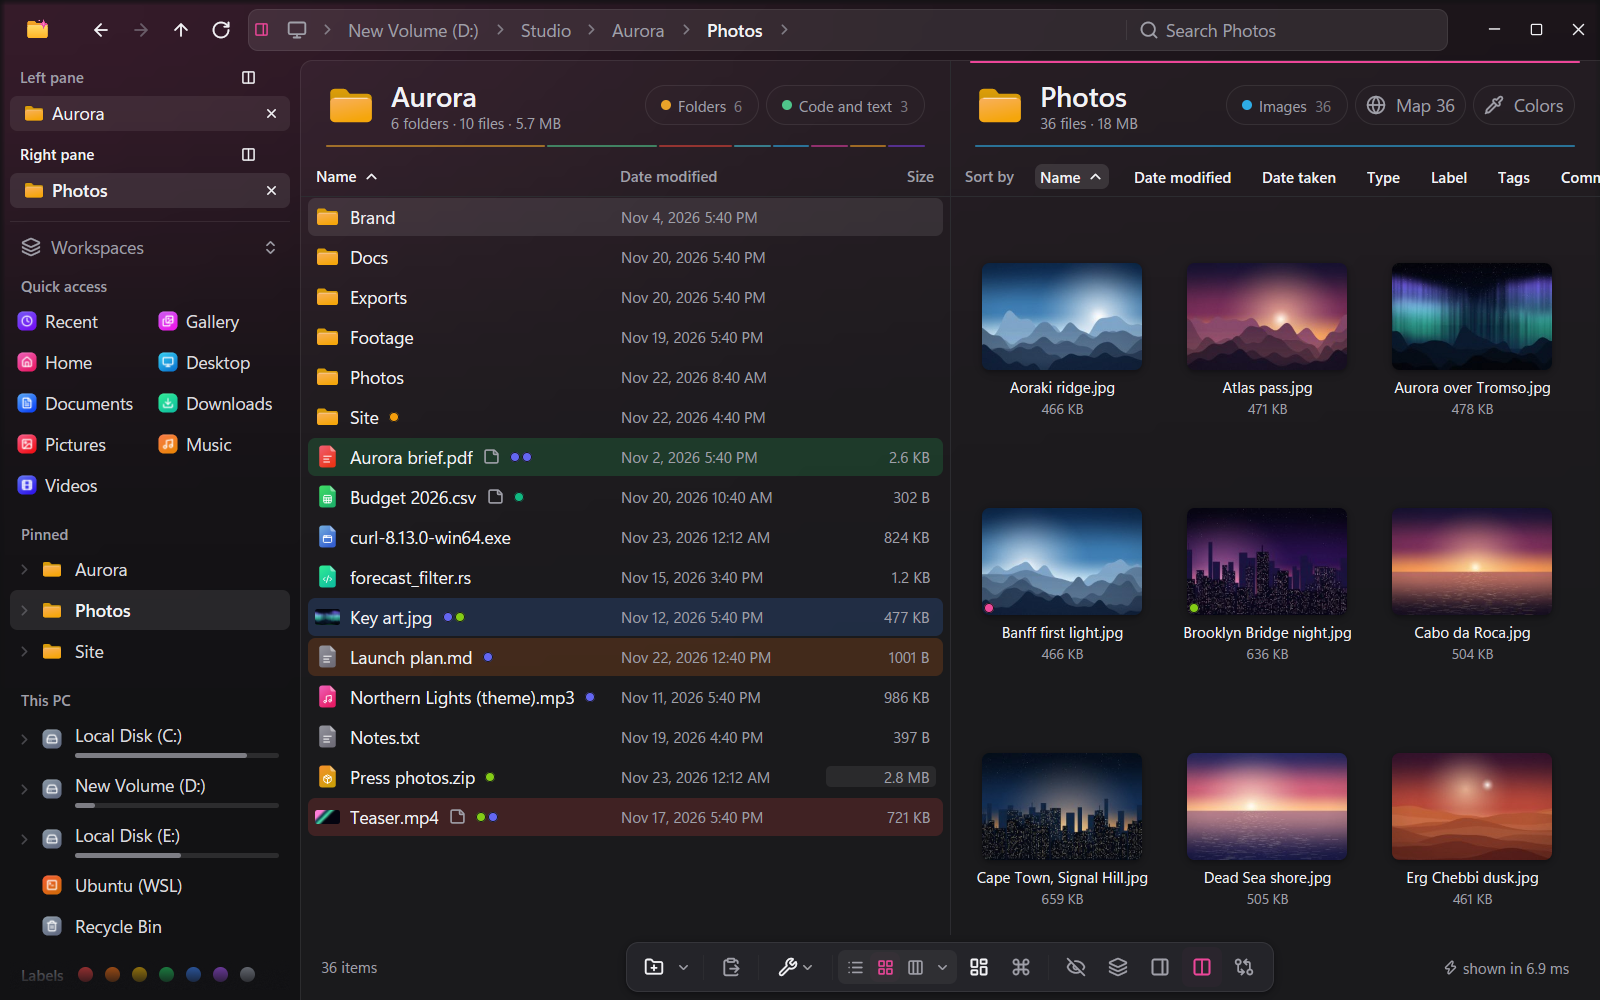 New Volume (D:)
Studio
Aurora
Photos
Search Photos
Left pane
Aurora
Right pane
Photos
Workspaces
Quick access
Recent
Gallery
Home
Desktop
Documents
Downloads
Pictures
Music
Videos
Pinned
Aurora
Photos
Site
This PC
Local Disk (C:)
New Volume (D:)
Local Disk (E:)
Ubuntu (WSL)
Recycle Bin
Labels
Aurora
6 folders · 10 files · 5.7 MB
Folders 6
Code and text 3
Name
Date modified
Size
Brand Nov 4, 2026 5:40 PM
Docs Nov 20, 2026 5:40 PM
Exports Nov 20, 2026 5:40 PM
Footage Nov 19, 2026 5:40 PM
Photos Nov 22, 2026 8:40 AM
Site Nov 22, 2026 4:40 PM
Aurora brief.pdf Nov 2, 2026 5:40 PM 2.6 KB
Budget 2026.csv Nov 20, 2026 10:40 AM 302 B
curl-8.13.0-win64.exe Nov 23, 2026 12:12 AM 824 KB
forecast_filter.rs Nov 15, 2026 3:40 PM 1.2 KB
Key art.jpg Nov 12, 2026 5:40 PM 477 KB
Launch plan.md Nov 22, 2026 12:40 PM 1001 B
Northern Lights (theme).mp3 Nov 11, 2026 5:40 PM 986 KB
Notes.txt Nov 19, 2026 4:40 PM 397 B
Press photos.zip Nov 23, 2026 12:12 AM 2.8 MB
Teaser.mp4 Nov 17, 2026 5:40 PM 721 KB
36 items
Photos
36 files · 18 MB
Images 36
Map 36
Colors
Sort by
Name
Date modified
Date taken
Type
Label
Tags
Comm
Aoraki ridge.jpg
466 KB
Atlas pass.jpg
471 KB
Aurora over Tromso.jpg
478 KB
Banff first light.jpg
466 KB
Brooklyn Bridge night.jpg
636 KB
Cabo da Roca.jpg
504 KB
Cape Town, Signal Hill.jpg
659 KB
Dead Sea shore.jpg
505 KB
Erg Chebbi dusk.jpg
461 KB
shown in 6.9 ms